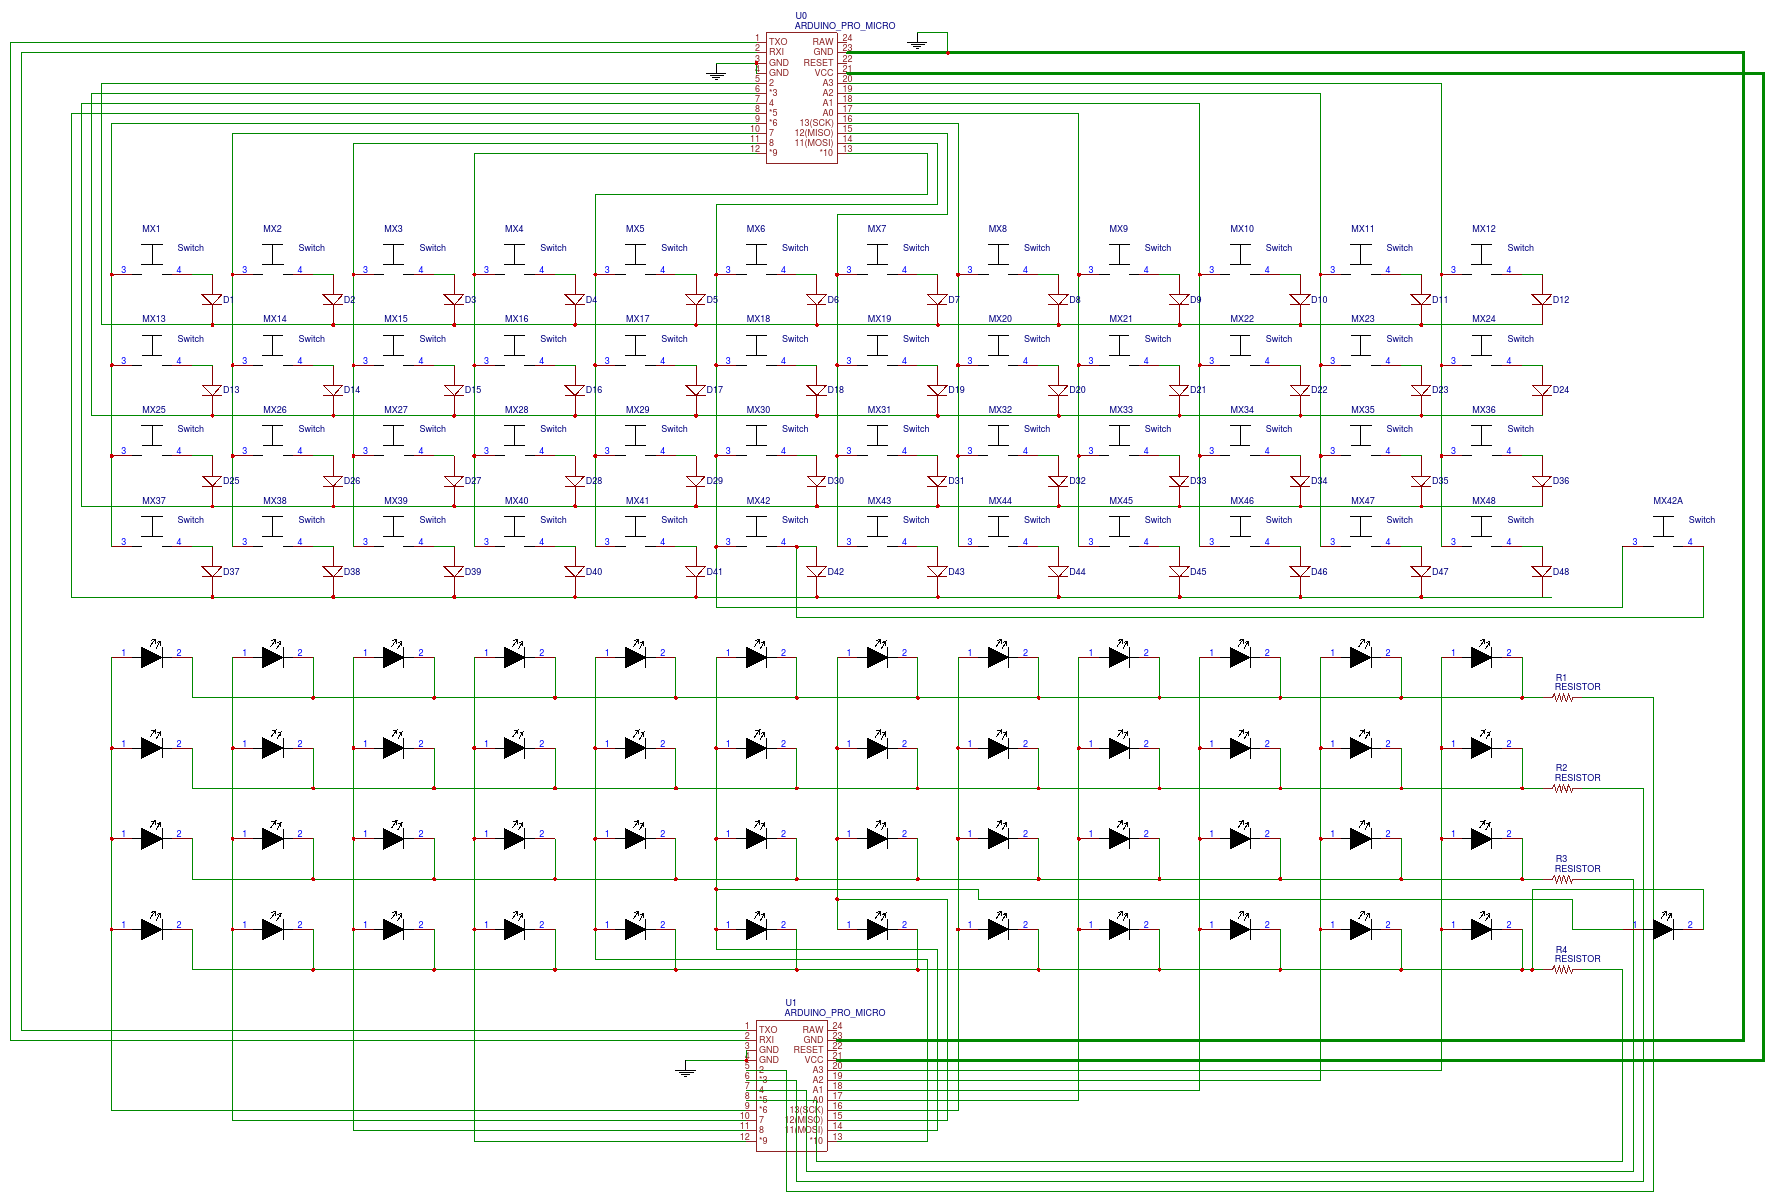 U0
ARDUINO_PRO_MICRO
1 TXO RAW 24
2 RXI GND 23
3 GND RESET 22
4 GND VCC 21
5 2 A3 20
6 *3 A2 19
7 4 A1 18
8 *5 A0 17
9 *6 13(SCK) 16
10 7 12(MISO) 15
11 8 11(MOSI) 14
12 *9 *10 13
MX1 MX2 MX3 MX4 MX5 MX6 MX7 MX8 MX9 MX10 MX11 MX12
Switch Switch Switch Switch Switch Switch Switch Switch Switch Switch Switch Switch
3 4 3 4 3 4 3 4 3 4 3 4 3 4 3 4 3 4 3 4 3 4 3 4
D1 D2 D3 D4 D5 D6 D7 D8 D9 D10 D11 D12
MX13 MX14 MX15 MX16 MX17 MX18 MX19 MX20 MX21 MX22 MX23 MX24
Switch Switch Switch Switch Switch Switch Switch Switch Switch Switch Switch Switch
3 4 3 4 3 4 3 4 3 4 3 4 3 4 3 4 3 4 3 4 3 4 3 4
D13 D14 D15 D16 D17 D18 D19 D20 D21 D22 D23 D24
MX25 MX26 MX27 MX28 MX29 MX30 MX31 MX32 MX33 MX34 MX35 MX36
Switch Switch Switch Switch Switch Switch Switch Switch Switch Switch Switch Switch
3 4 3 4 3 4 3 4 3 4 3 4 3 4 3 4 3 4 3 4 3 4 3 4
D25 D26 D27 D28 D29 D30 D31 D32 D33 D34 D35 D36
MX37 MX38 MX39 MX40 MX41 MX42 MX43 MX44 MX45 MX46 MX47 MX48 MX42A
Switch Switch Switch Switch Switch Switch Switch Switch Switch Switch Switch Switch Switch
3 4 3 4 3 4 3 4 3 4 3 4 3 4 3 4 3 4 3 4 3 4 3 4 3 4
D37 D38 D39 D40 D41 D42 D43 D44 D45 D46 D47 D48
1 2 1 2 1 2 1 2 1 2 1 2 1 2 1 2 1 2 1 2 1 2 1 2
R1
RESISTOR
1 2 1 2 1 2 1 2 1 2 1 2 1 2 1 2 1 2 1 2 1 2 1 2
R2
RESISTOR
1 2 1 2 1 2 1 2 1 2 1 2 1 2 1 2 1 2 1 2 1 2 1 2
R3
RESISTOR
1 2 1 2 1 2 1 2 1 2 1 2 1 2 1 2 1 2 1 2 1 2 1 2 1 2
R4
RESISTOR
U1
ARDUINO_PRO_MICRO
1 TXO RAW 24
2 RXI GND 23
3 GND RESET 22
4 GND VCC 21
5 2 A3 20
6 *3 A2 19
7 4 A1 18
8 *5 A0 17
9 *6 13(SCK) 16
10 7 12(MISO) 15
11 8 11(MOSI) 14
12 *9 *10 13